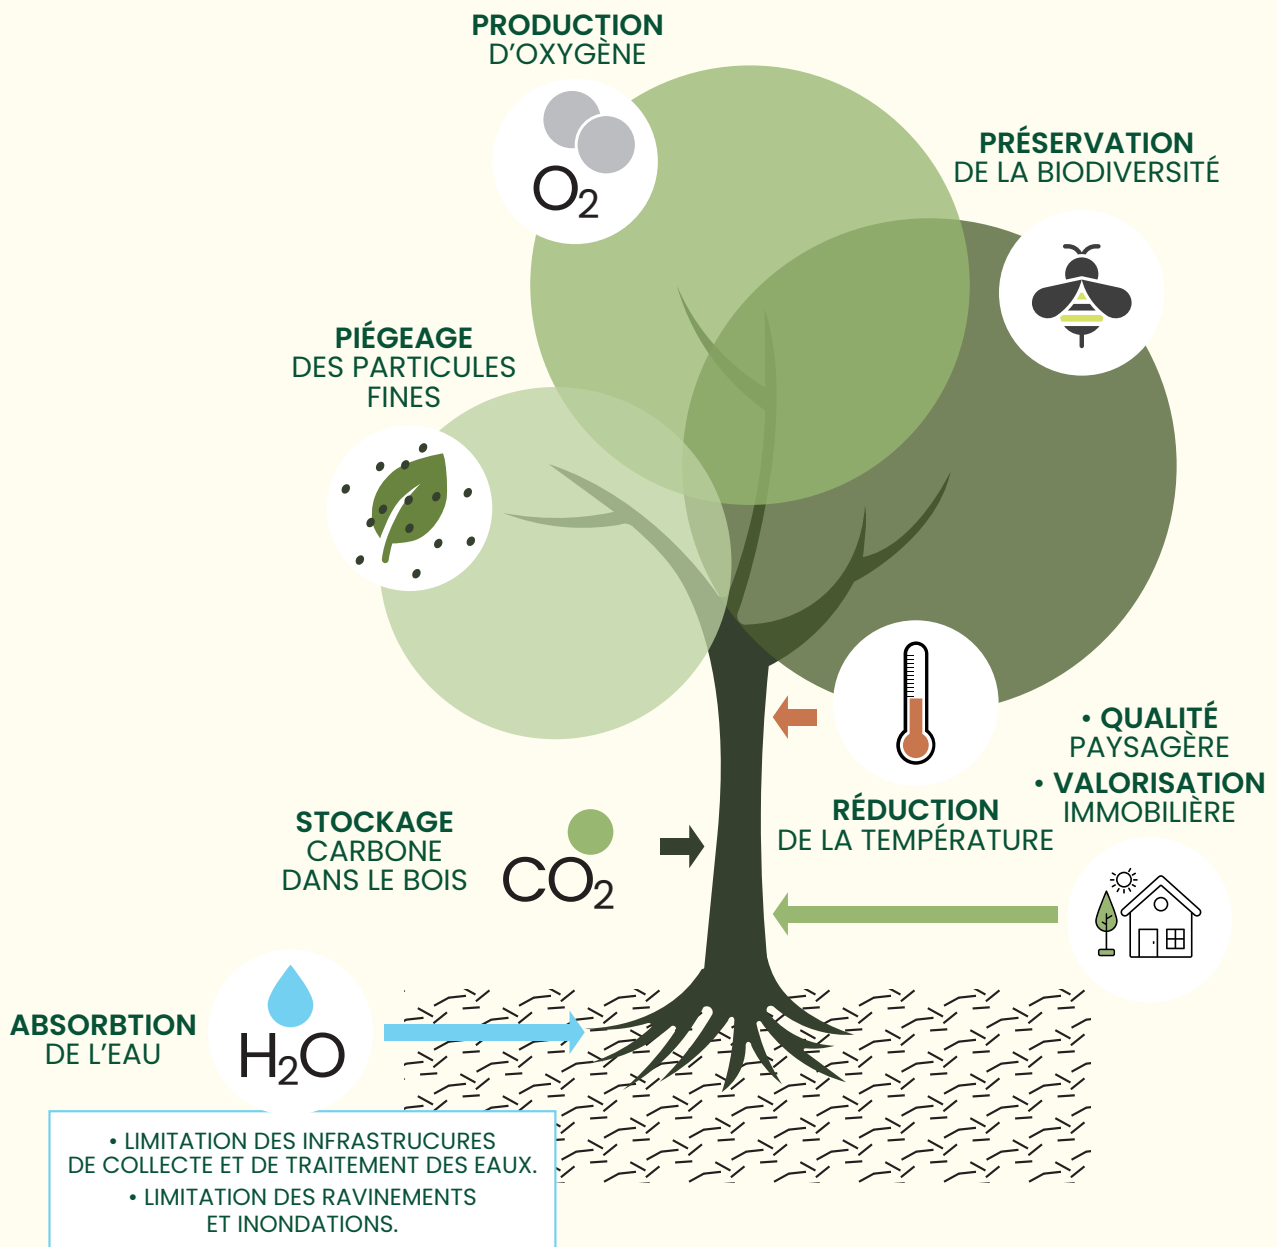 PRODUCTION
D'OXYGÈNE
O2
PRÉSERVATION
DE LA BIODIVERSITÉ
PIÉGEAGE
DES PARTICULES
FINES
• QUALITÉ
PAYSAGÈRE
• VALORISATION
IMMOBILIÈRE
RÉDUCTION
DE LA TEMPÉRATURE
STOCKAGE
CARBONE
DANS LE BOIS
CO2
ABSORBTION
DE L'EAU
H2O
• LIMITATION DES INFRASTRUCURES
DE COLLECTE ET DE TRAITEMENT DES EAUX.
• LIMITATION DES RAVINEMENTS
ET INONDATIONS.